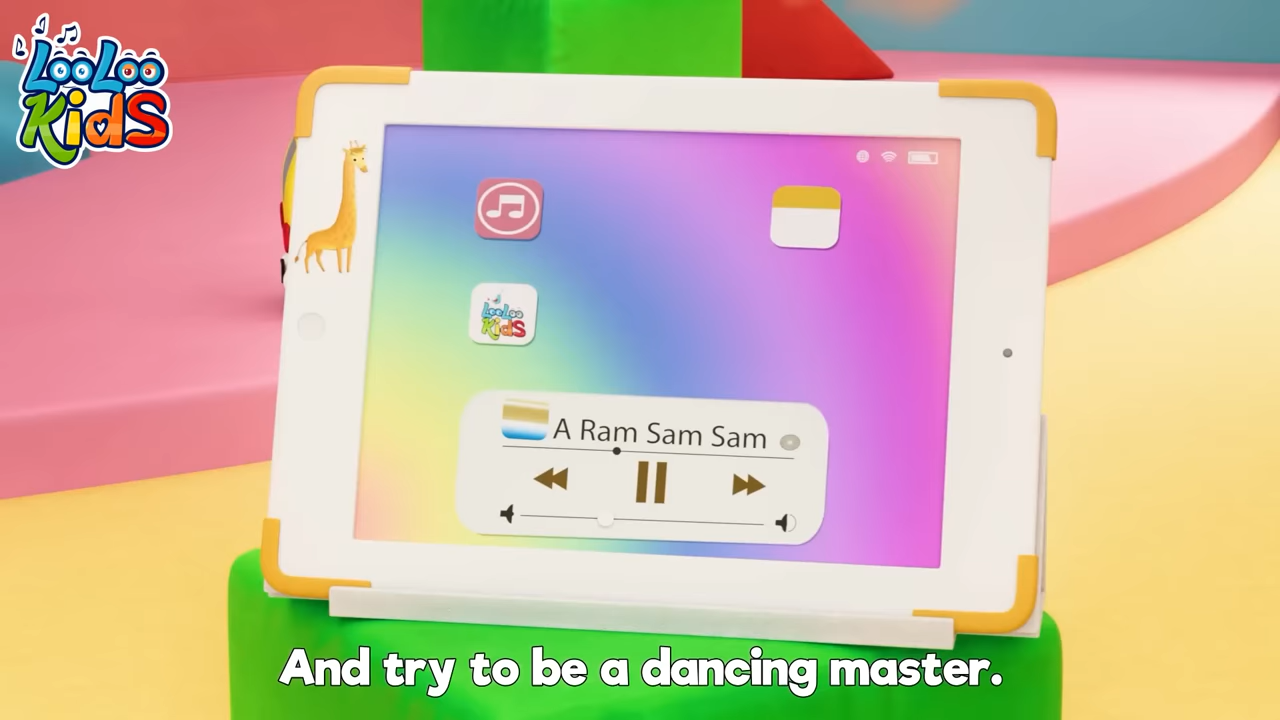 LooLoo
Kids
LooLoo
Kids
A Ram Sam Sam
And try to be a dancing master.